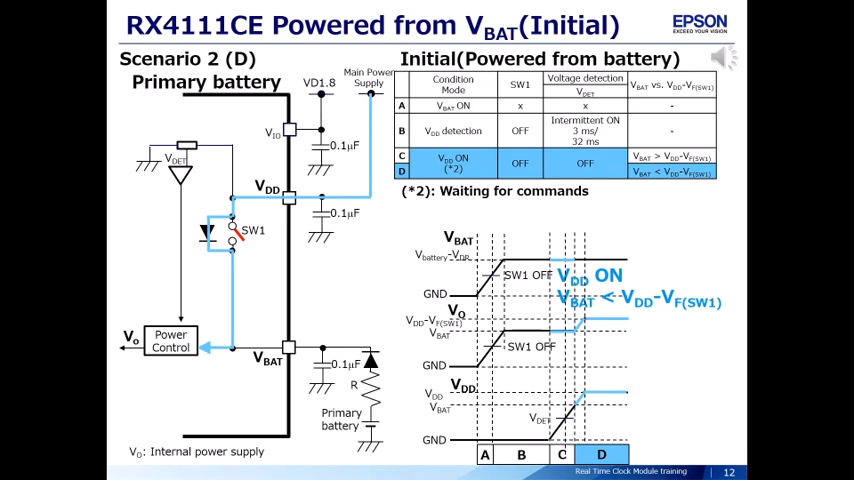 RX4111CE Powered from VBAT(Initial)
EPSON
EXCEED YOUR VISION
Scenario 2 (D)
Primary battery
Main Power
Supply
VD1.8
VIO
0.1μF
VDET
VDD
0.1μF
SW1
Vo
Power
Control
VBAT
0.1μF
R
Primary
battery
VO: Internal power supply
Initial(Powered from battery)
Condition
Mode
SW1
Voltage detection
VDET
VBAT vs. VDD-VF(SW1)
A VBAT ON x x -
B VDD detection OFF Intermittent ON
3 ms/
32 ms
-
C VDD ON
(*2)
OFF OFF VBAT > VDD-VF(SW1)
D VBAT < VDD-VF(SW1)
(*2): Waiting for commands
VBAT
Vbattery-VDR
SW1 OFF
GND
VDD ON
VBAT < VDD-VF(SW1)
VO
VDD-VF(SW1)
VBAT
SW1 OFF
GND
VDD
VDD
VBAT
VDET
GND
A B C D
Real Time Clock Module training 12